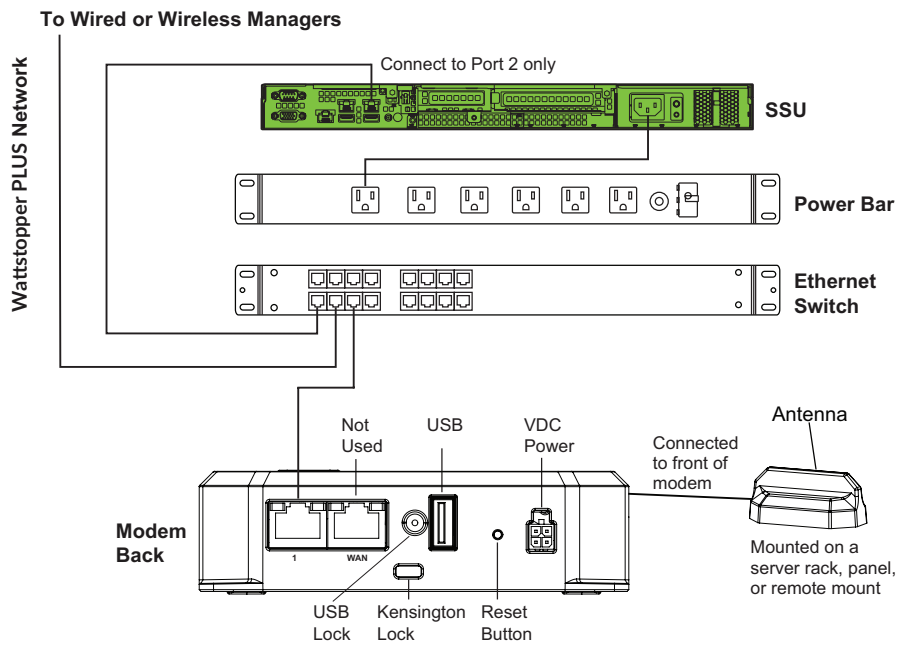 To Wired or Wireless Managers
Wattstopper PLUS Network
Connect to Port 2 only
SSU
Power Bar
Ethernet
Switch
Not
Used
USB
VDC
Power
Connected
to front of
modem
Antenna
Modem
Back
1
WAN
Mounted on a
server rack, panel,
or remote mount
USB
Lock
Kensington
Lock
Reset
Button